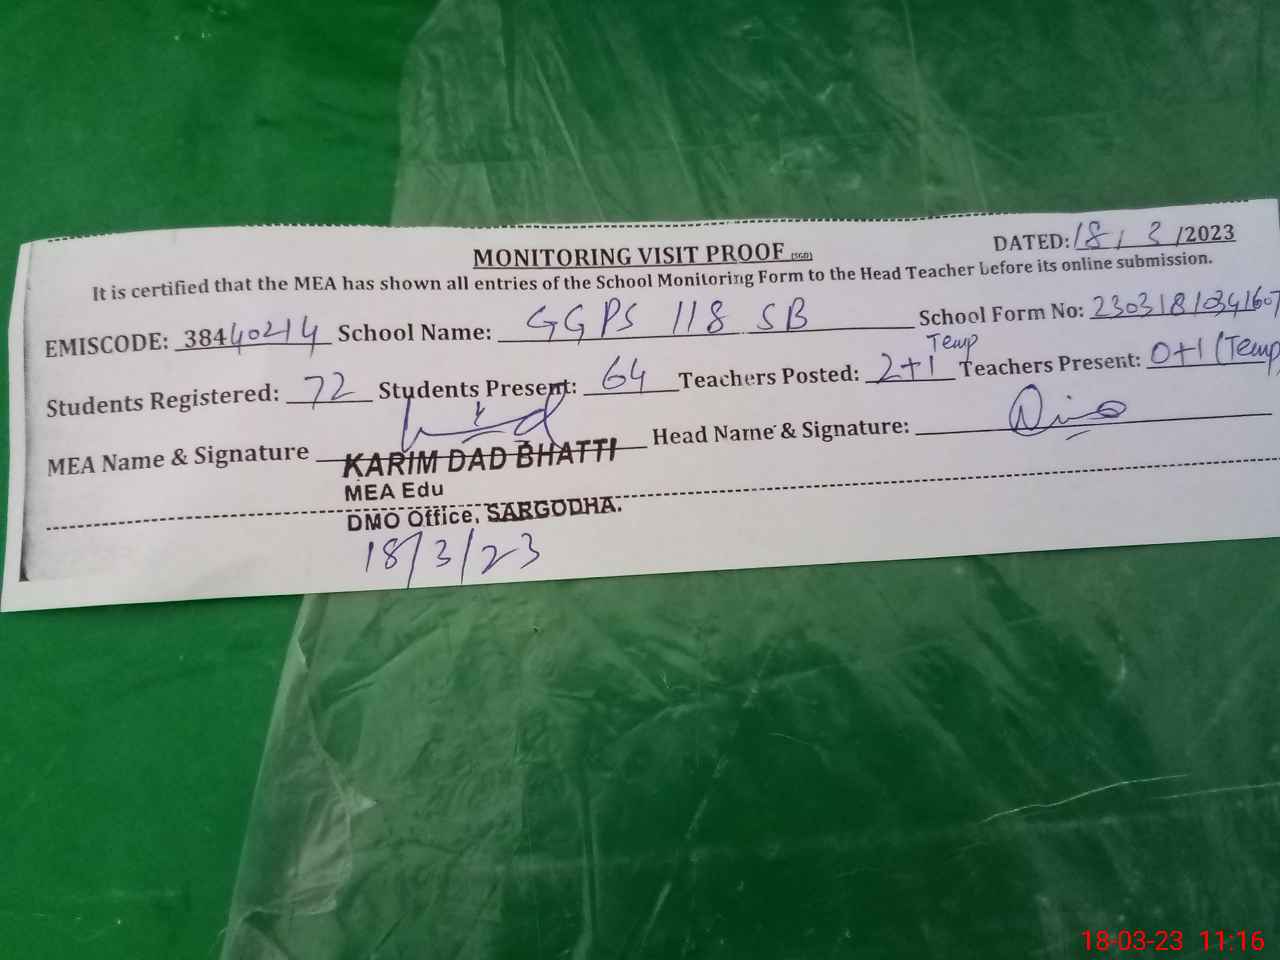 MONITORING VISIT PROOF (SGD)
DATED: 18/3/2023
It is certified that the MEA has shown all entries of the School Monitoring Form to the Head Teacher before its online submission.
EMISCODE: 38440214 School Name: GGPS 118 SB School Form No: 2303181034160
Students Registered: 72 Students Present: 64 Teachers Posted: 2+1 Temp Teachers Present: 0+1 (Temp)
MEA Name & Signature Head Name & Signature:
KARIM DAD BHATTI
MEA Edu
DMO Office, SARGODHA.
18/3/23
18-03-23 11:16